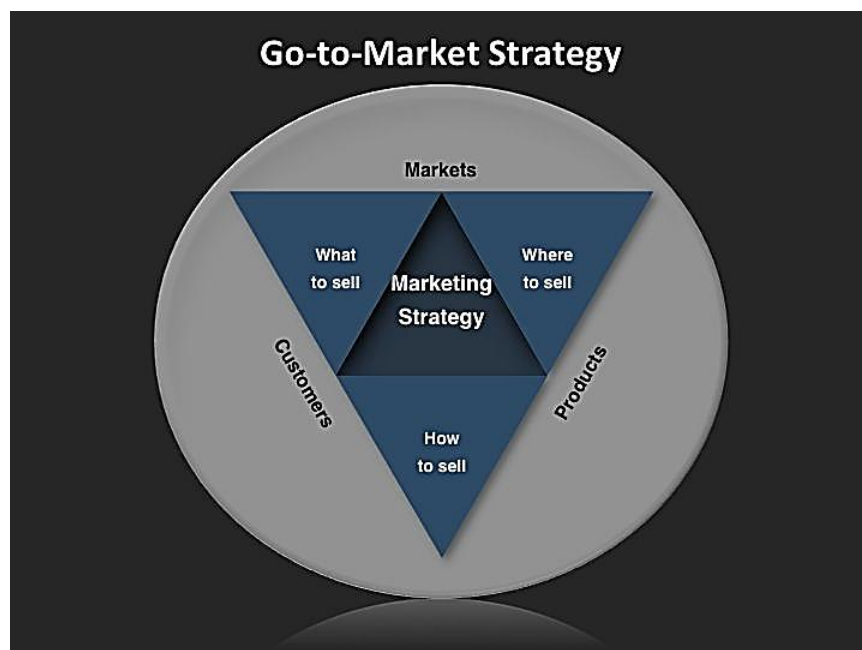 Go-to-Market Strategy
Markets
What
to sell
Where
to sell
Marketing
Strategy
Customers
Products
How
to sell